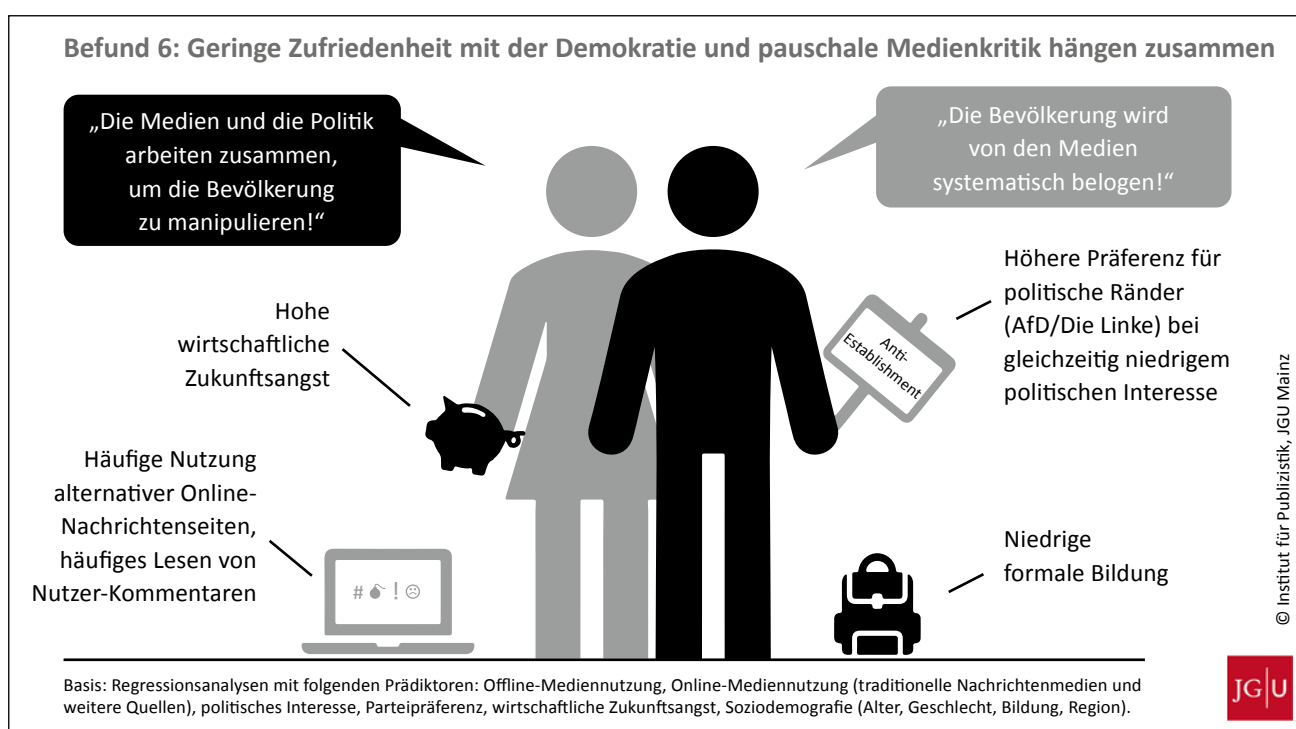 Befund 6: Geringe Zufriedenheit mit der Demokratie und pauschale Medienkritik hängen zusammen
„Die Medien und die Politik
arbeiten zusammen,
um die Bevölkerung
zu manipulieren!“
„Die Bevölkerung wird
von den Medien
systematisch belogen!“
Hohe
wirtschaftliche
Zukunftsangst
Anti-
Establishment
Höhere Präferenz für
politische Ränder
(AfD/Die Linke) bei
gleichzeitig niedrigem
politischen Interesse
Häufige Nutzung
alternativer Online-
Nachrichtenseiten,
häufiges Lesen von
Nutzer-Kommentaren
# 💣 ! ☹
Niedrige
formale Bildung
© Institut für Publizistik, JGU Mainz
Basis: Regressionsanalysen mit folgenden Prädiktoren: Offline-Mediennutzung, Online-Mediennutzung (traditionelle Nachrichtenmedien und
weitere Quellen), politisches Interesse, Parteipräferenz, wirtschaftliche Zukunftsangst, Soziodemografie (Alter, Geschlecht, Bildung, Region).
JG|U